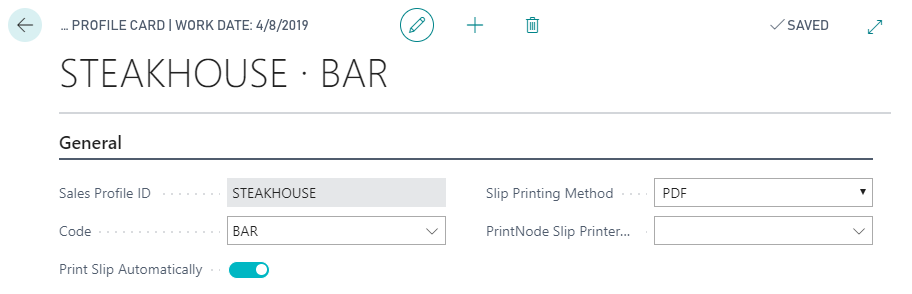 … PROFILE CARD | WORK DATE: 4/8/2019
SAVED
STEAKHOUSE · BAR
General
Sales Profile ID STEAKHOUSE
Slip Printing Method PDF
Code BAR
PrintNode Slip Printer...
Print Slip Automatically